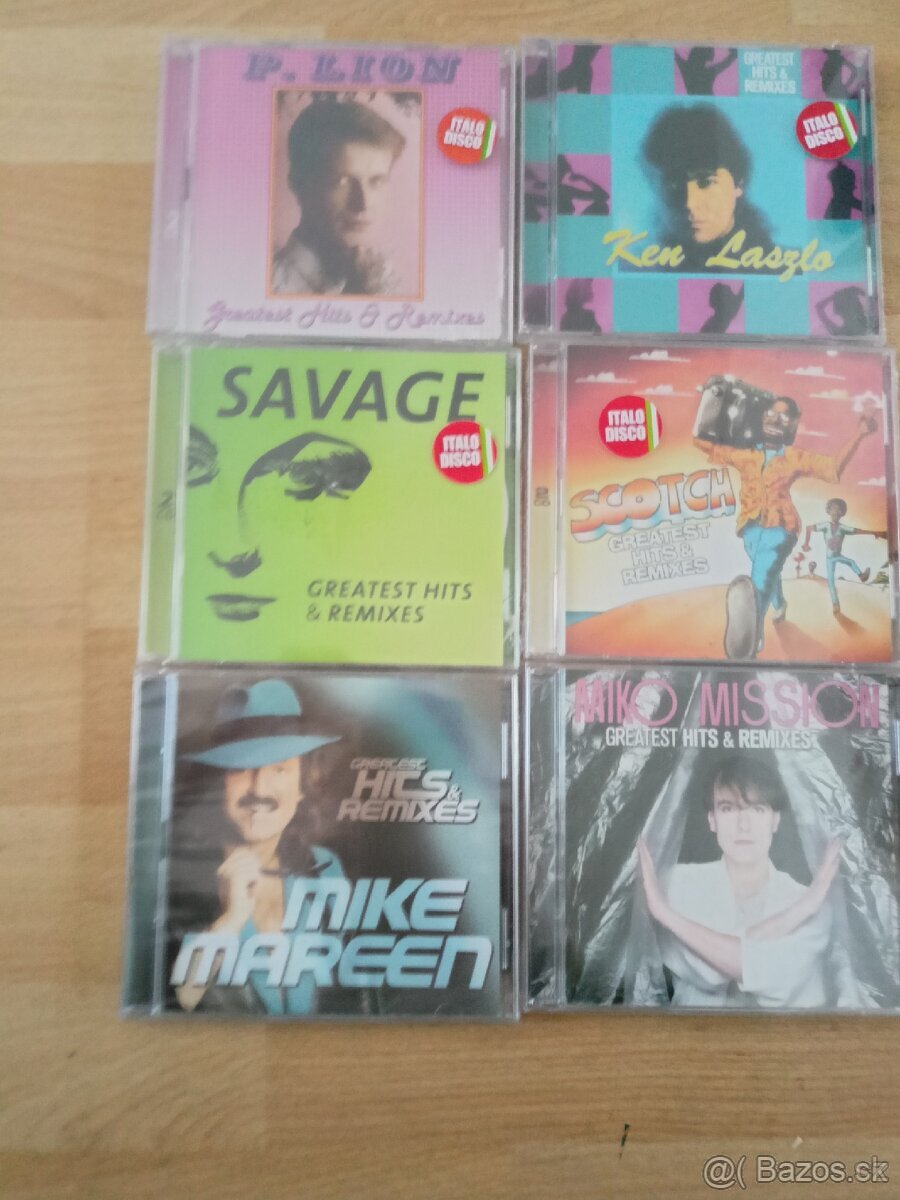 P. LION
ITALO
DISCO
Greatest Hits & Remixes
GREATEST
HITS &
REMIXES
ITALO
DISCO
Ken Laszlo
SAVAGE
ITALO
DISCO
GREATEST HITS
& REMIXES
ITALO
DISCO
SCOTCH
GREATEST
HITS &
REMIXES
GREATEST
HITS &
REMIXES
MIKE
MAREEN
MIKO MISSION
GREATEST HITS & REMIXES
@( Bazos.sk